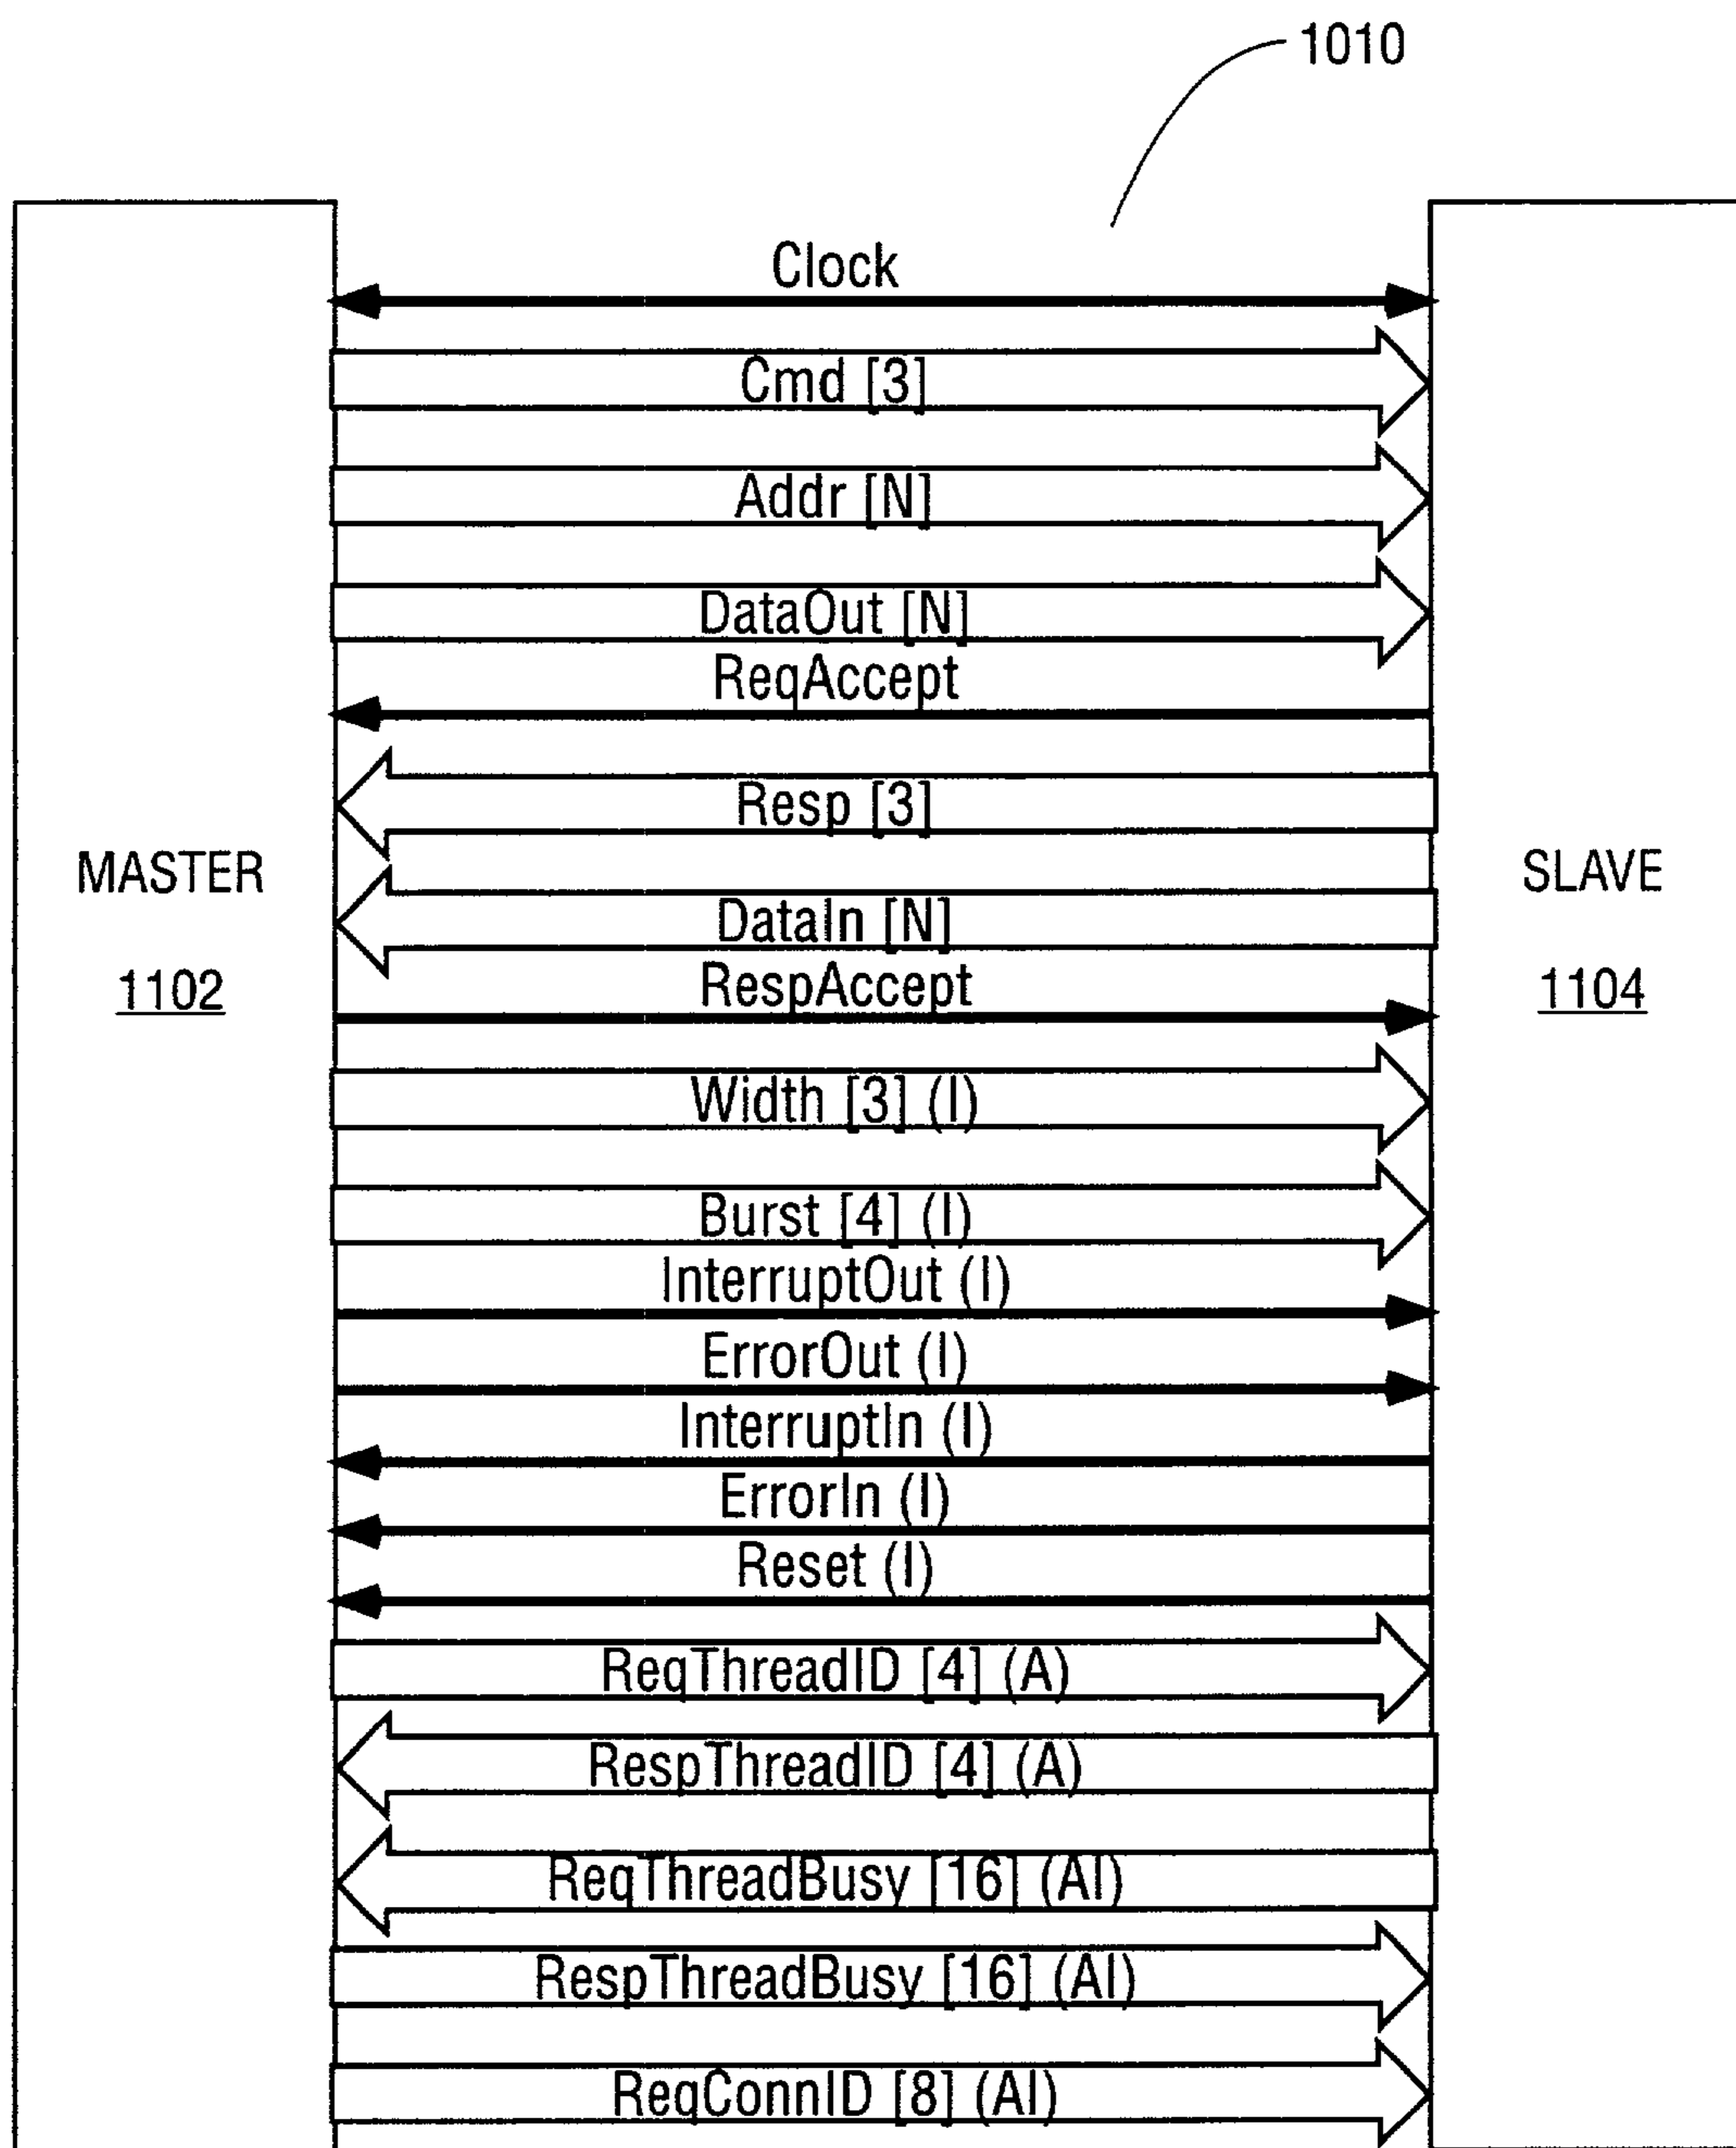 1010
Clock
Cmd [3]
Addr [N]
DataOut [N]
ReqAccept
Resp [3]
MASTER
SLAVE
DataIn [N]
1102
RespAccept
1104
Width [3] (I)
Burst [4] (I)
InterruptOut (I)
ErrorOut (I)
InterruptIn (I)
ErrorIn (I)
Reset (I)
ReqThreadID [4] (A)
RespThreadID [4] (A)
ReqThreadBusy [16] (AI)
RespThreadBusy [16] (AI)
ReqConnID [8] (AI)